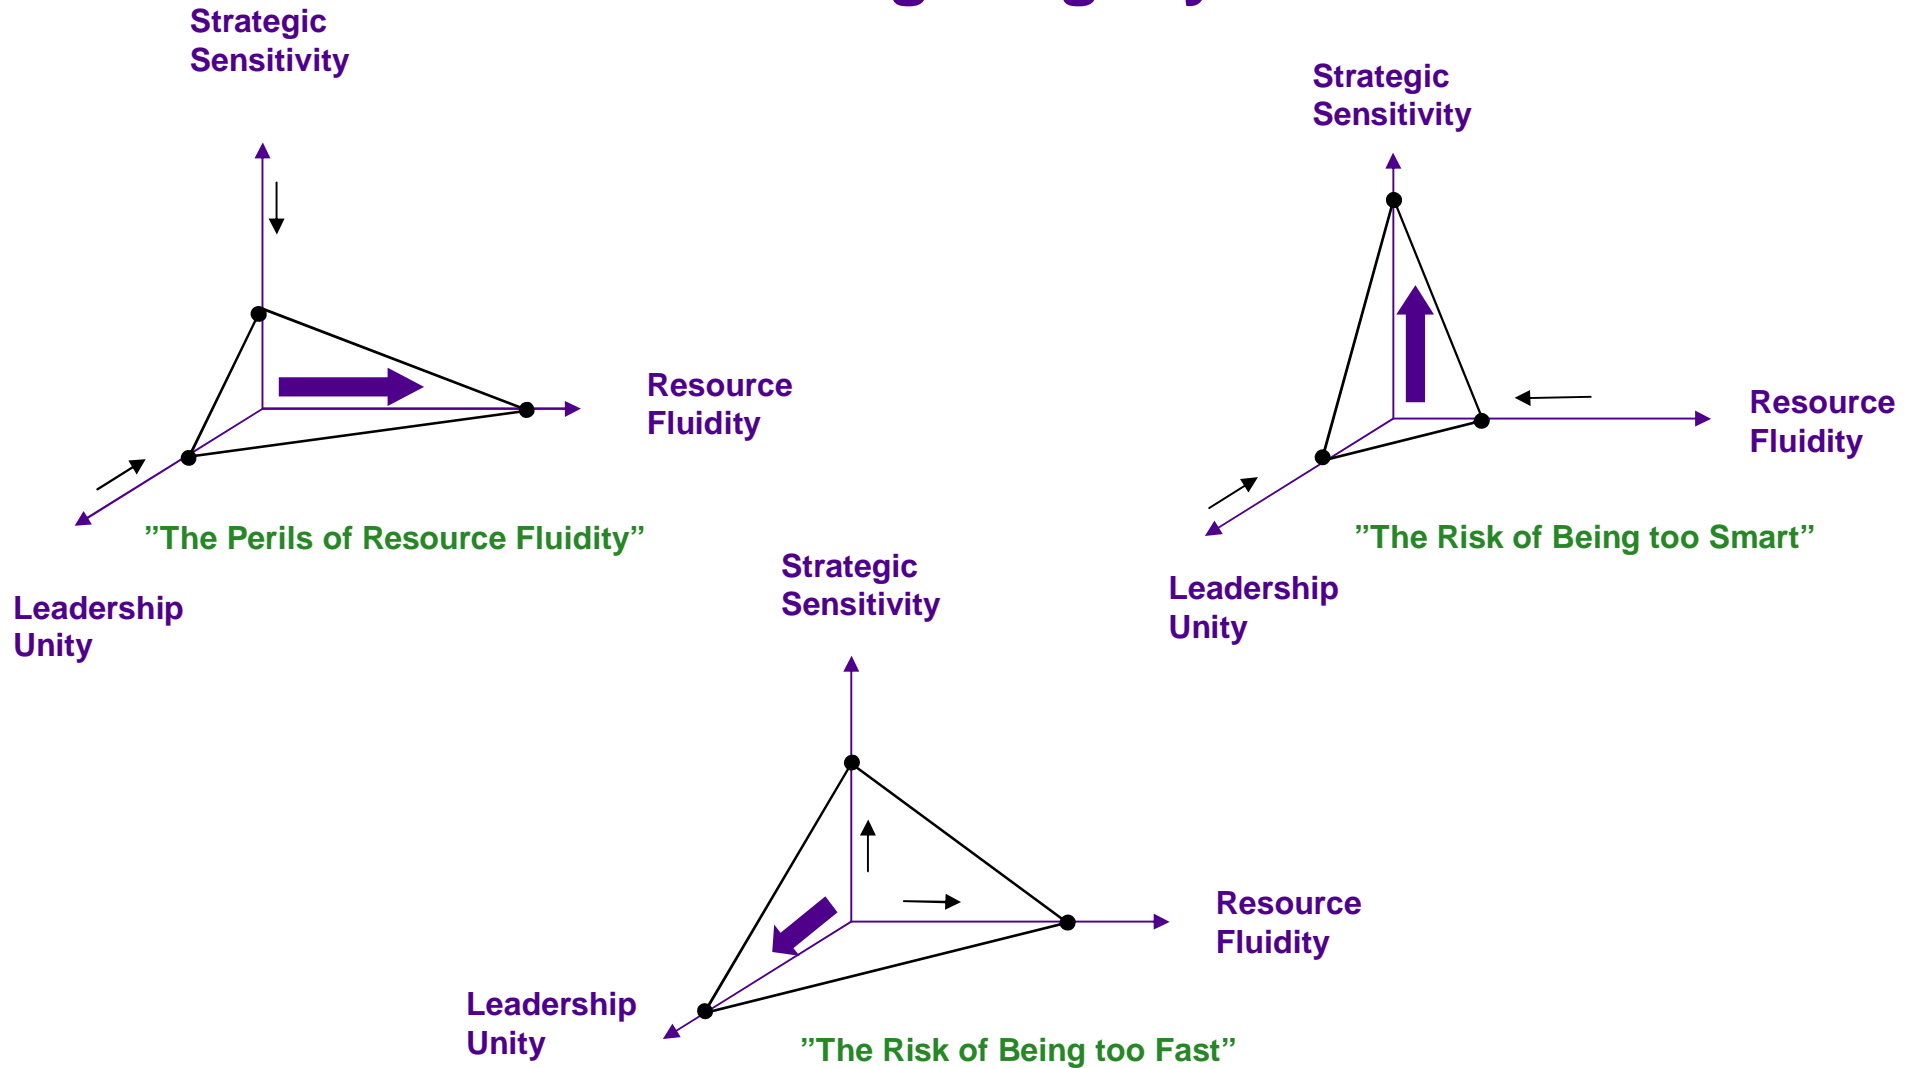 Strategic
Sensitivity
Resource
Fluidity
Leadership
Unity
”The Perils of Resource Fluidity”
Strategic
Sensitivity
Resource
Fluidity
Leadership
Unity
”The Risk of Being too Smart”
Strategic
Sensitivity
Resource
Fluidity
Leadership
Unity
”The Risk of Being too Fast”